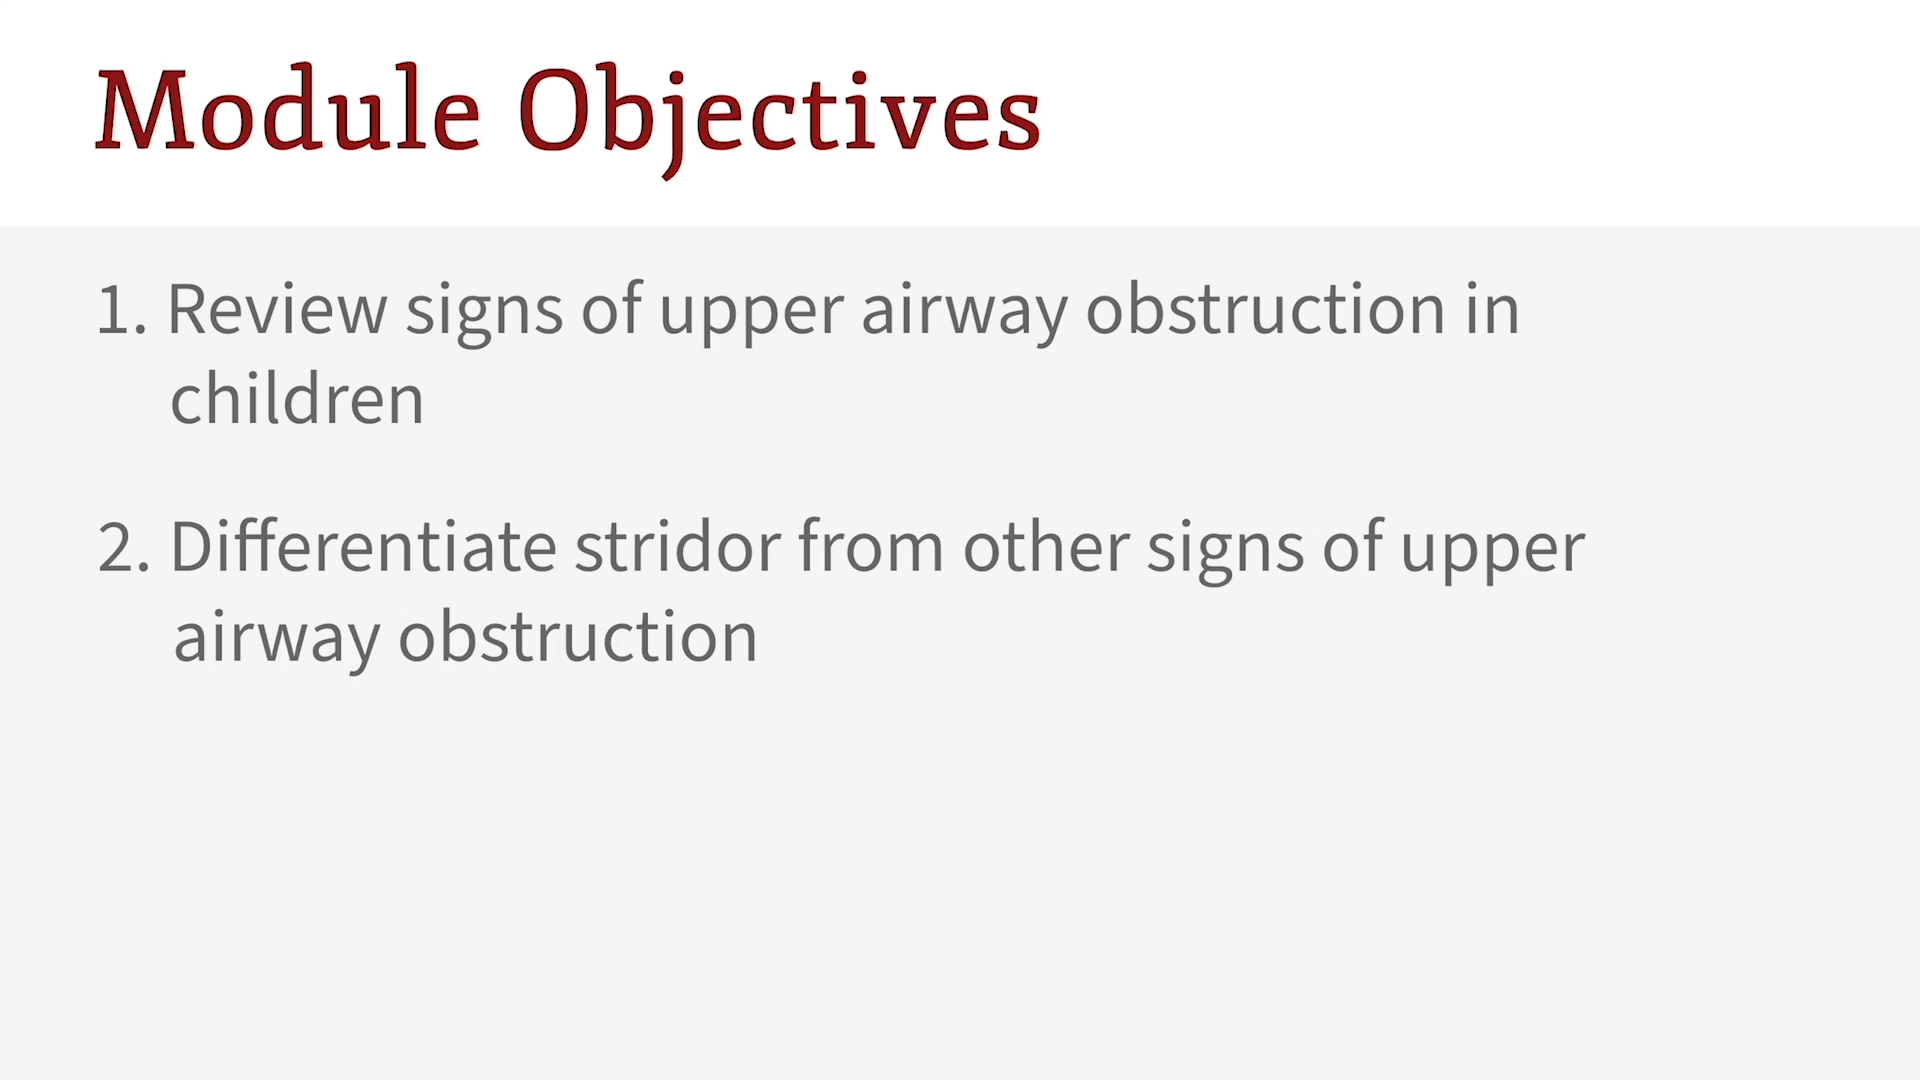 Module Objectives
1. Review signs of upper airway obstruction in
children
2. Differentiate stridor from other signs of upper
airway obstruction